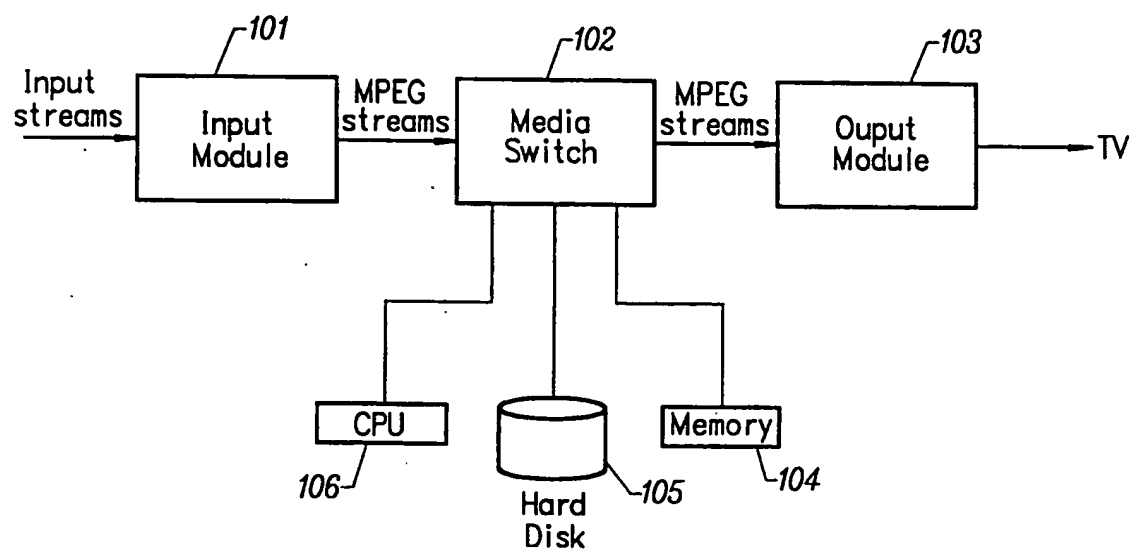 101
102
103
Input
streams
Input
Module
MPEG
streams
Media
Switch
MPEG
streams
Ouput
Module
TV
CPU
106
Hard
Disk
105
Memory
104